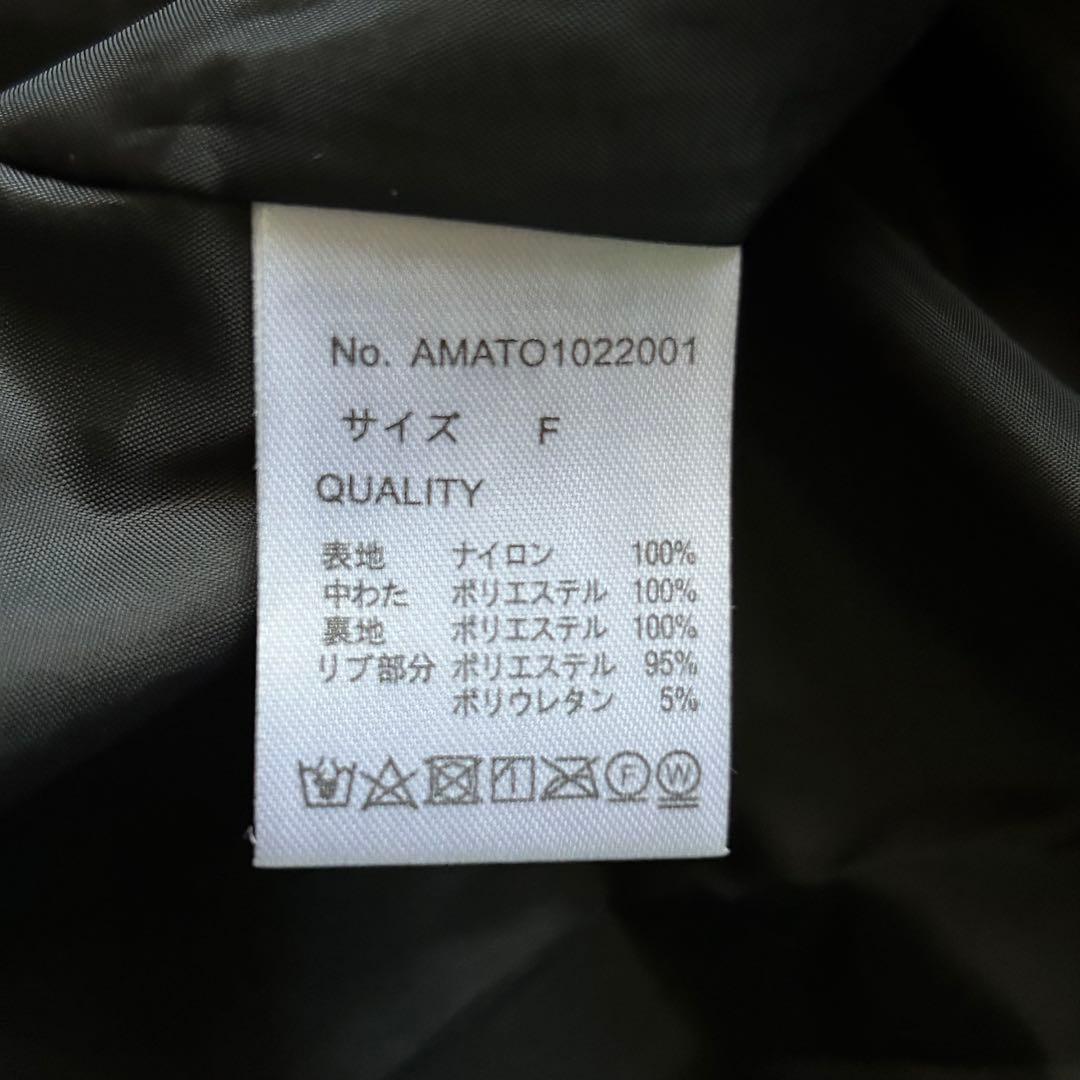 No. AMATO1022001
サイズ F
QUALITY
表地 ナイロン 100%
中わた ポリエステル 100%
裏地 ポリエステル 100%
リブ部分 ポリエステル 95%
ポリウレタン 5%
F W